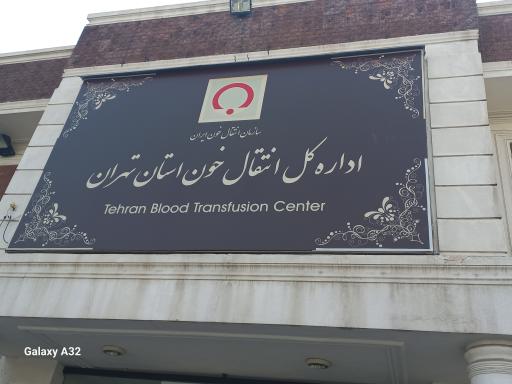 سازمان انتقال خون ایران
اداره کل انتقال خون استان تهران
Tehran Blood Transfusion Center
Galaxy A32